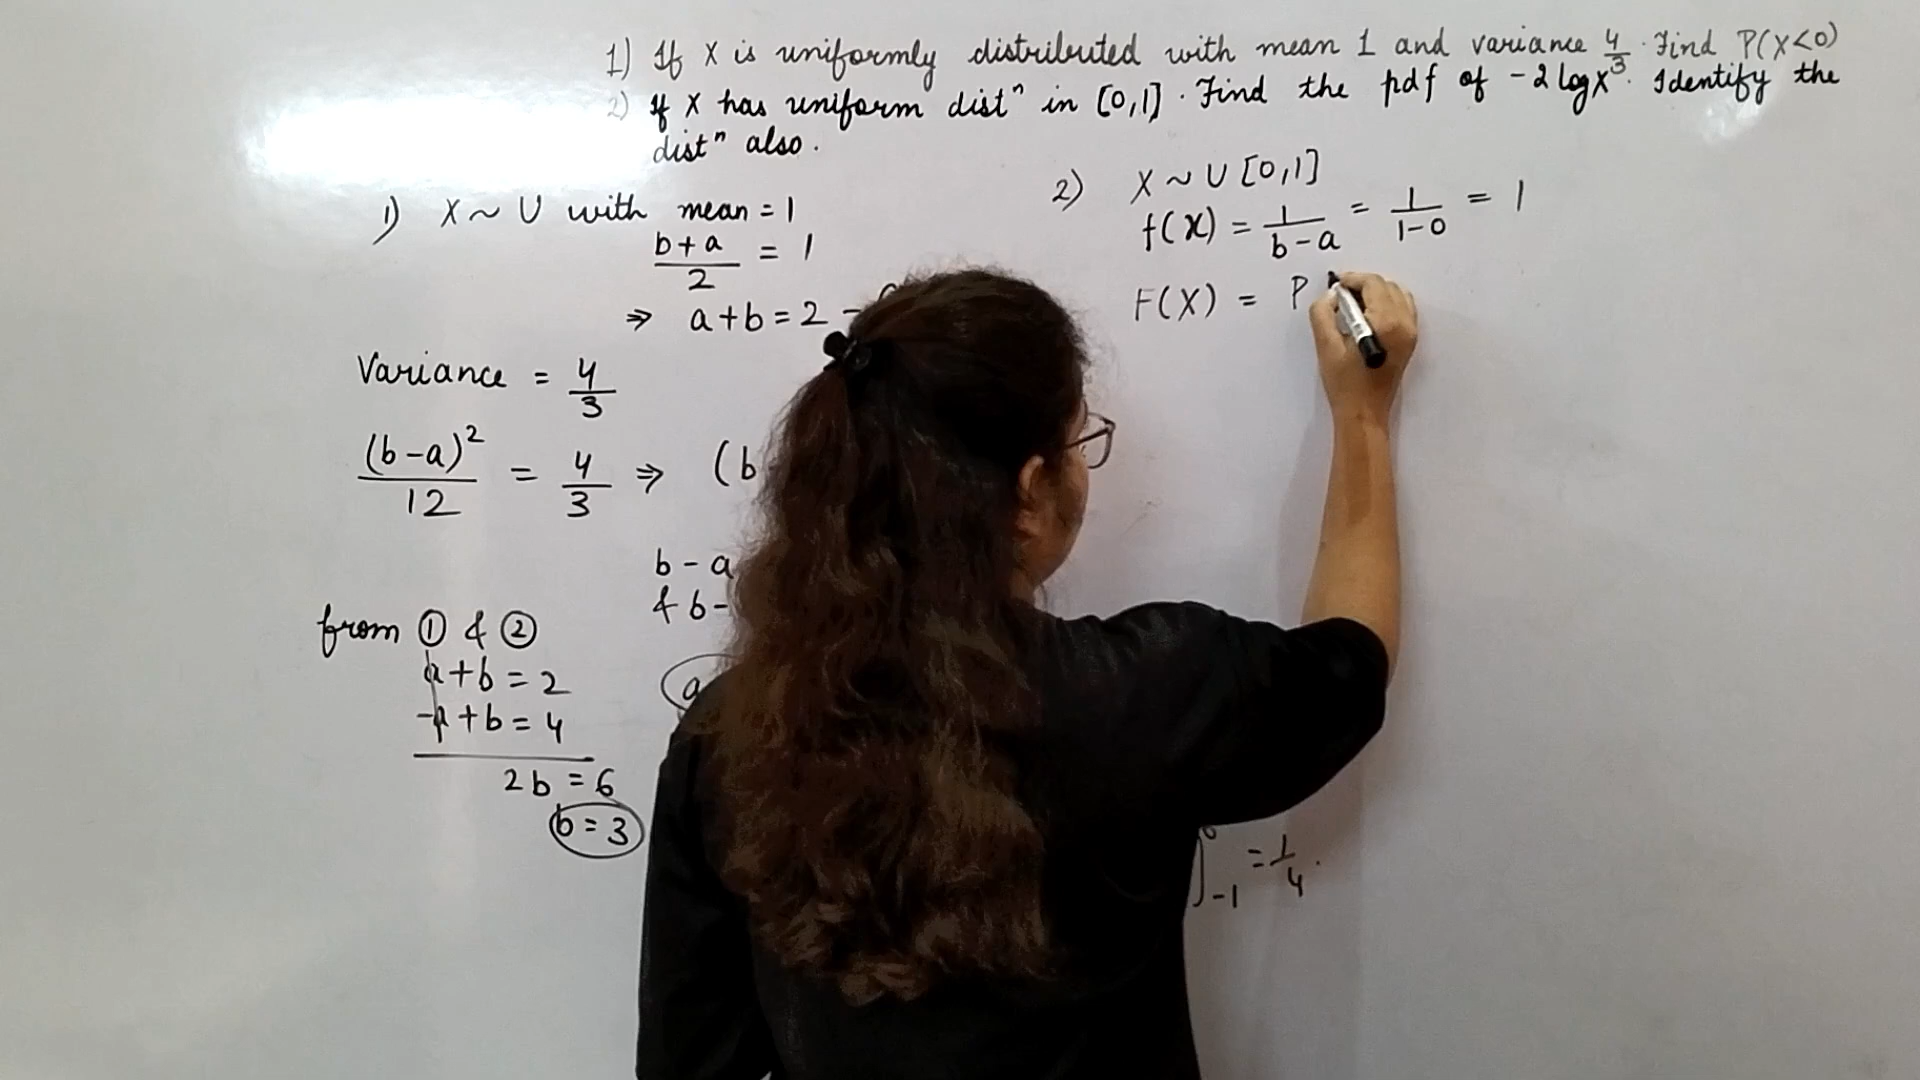 1) If X is uniformly distributed with mean 1 and variance 4/3. Find P(X<0)
2) If X has uniform distⁿ in [0,1]. Find the pdf of -2logX. Identify the
distⁿ also.
1) X ~ U with mean = 1
(b+a)/2 = 1
⇒ a+b = 2 -
Variance = 4/3
(b-a)²/12 = 4/3 ⇒ (b
b - a
& b -
from ① & ②
a+b = 2
-a+b = 4
2b = 6
b = 3
a
]₋₁⁰ = 1/4.
2) X ~ U [0,1]
f(x) = 1/(b-a) = 1/(1-0) = 1
F(X) = P